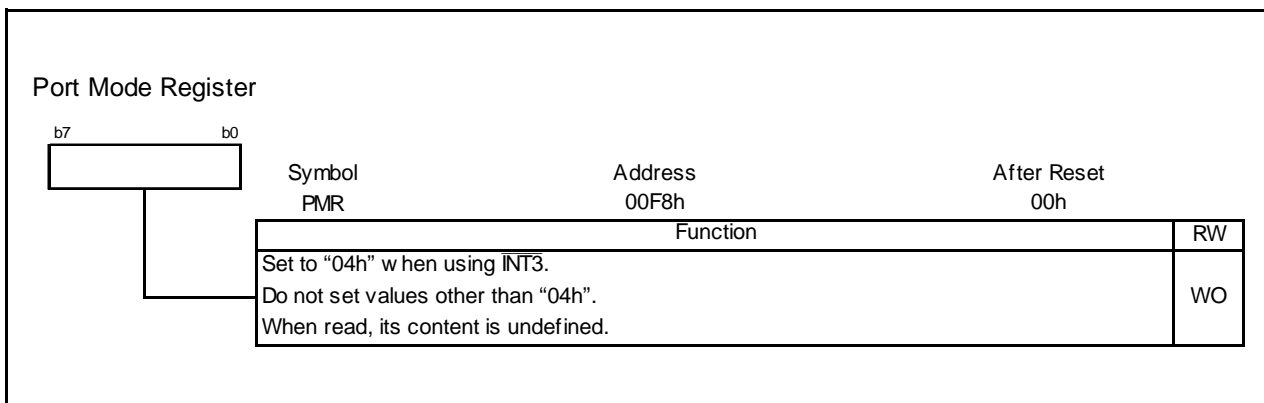 Port Mode Register
b7 b0
Symbol Address After Reset
PMR 00F8h 00h
Function RW
Set to “04h” w hen using I̅N̅T̅3̅.
Do not set values other than “04h”. WO
When read, its content is undefined.